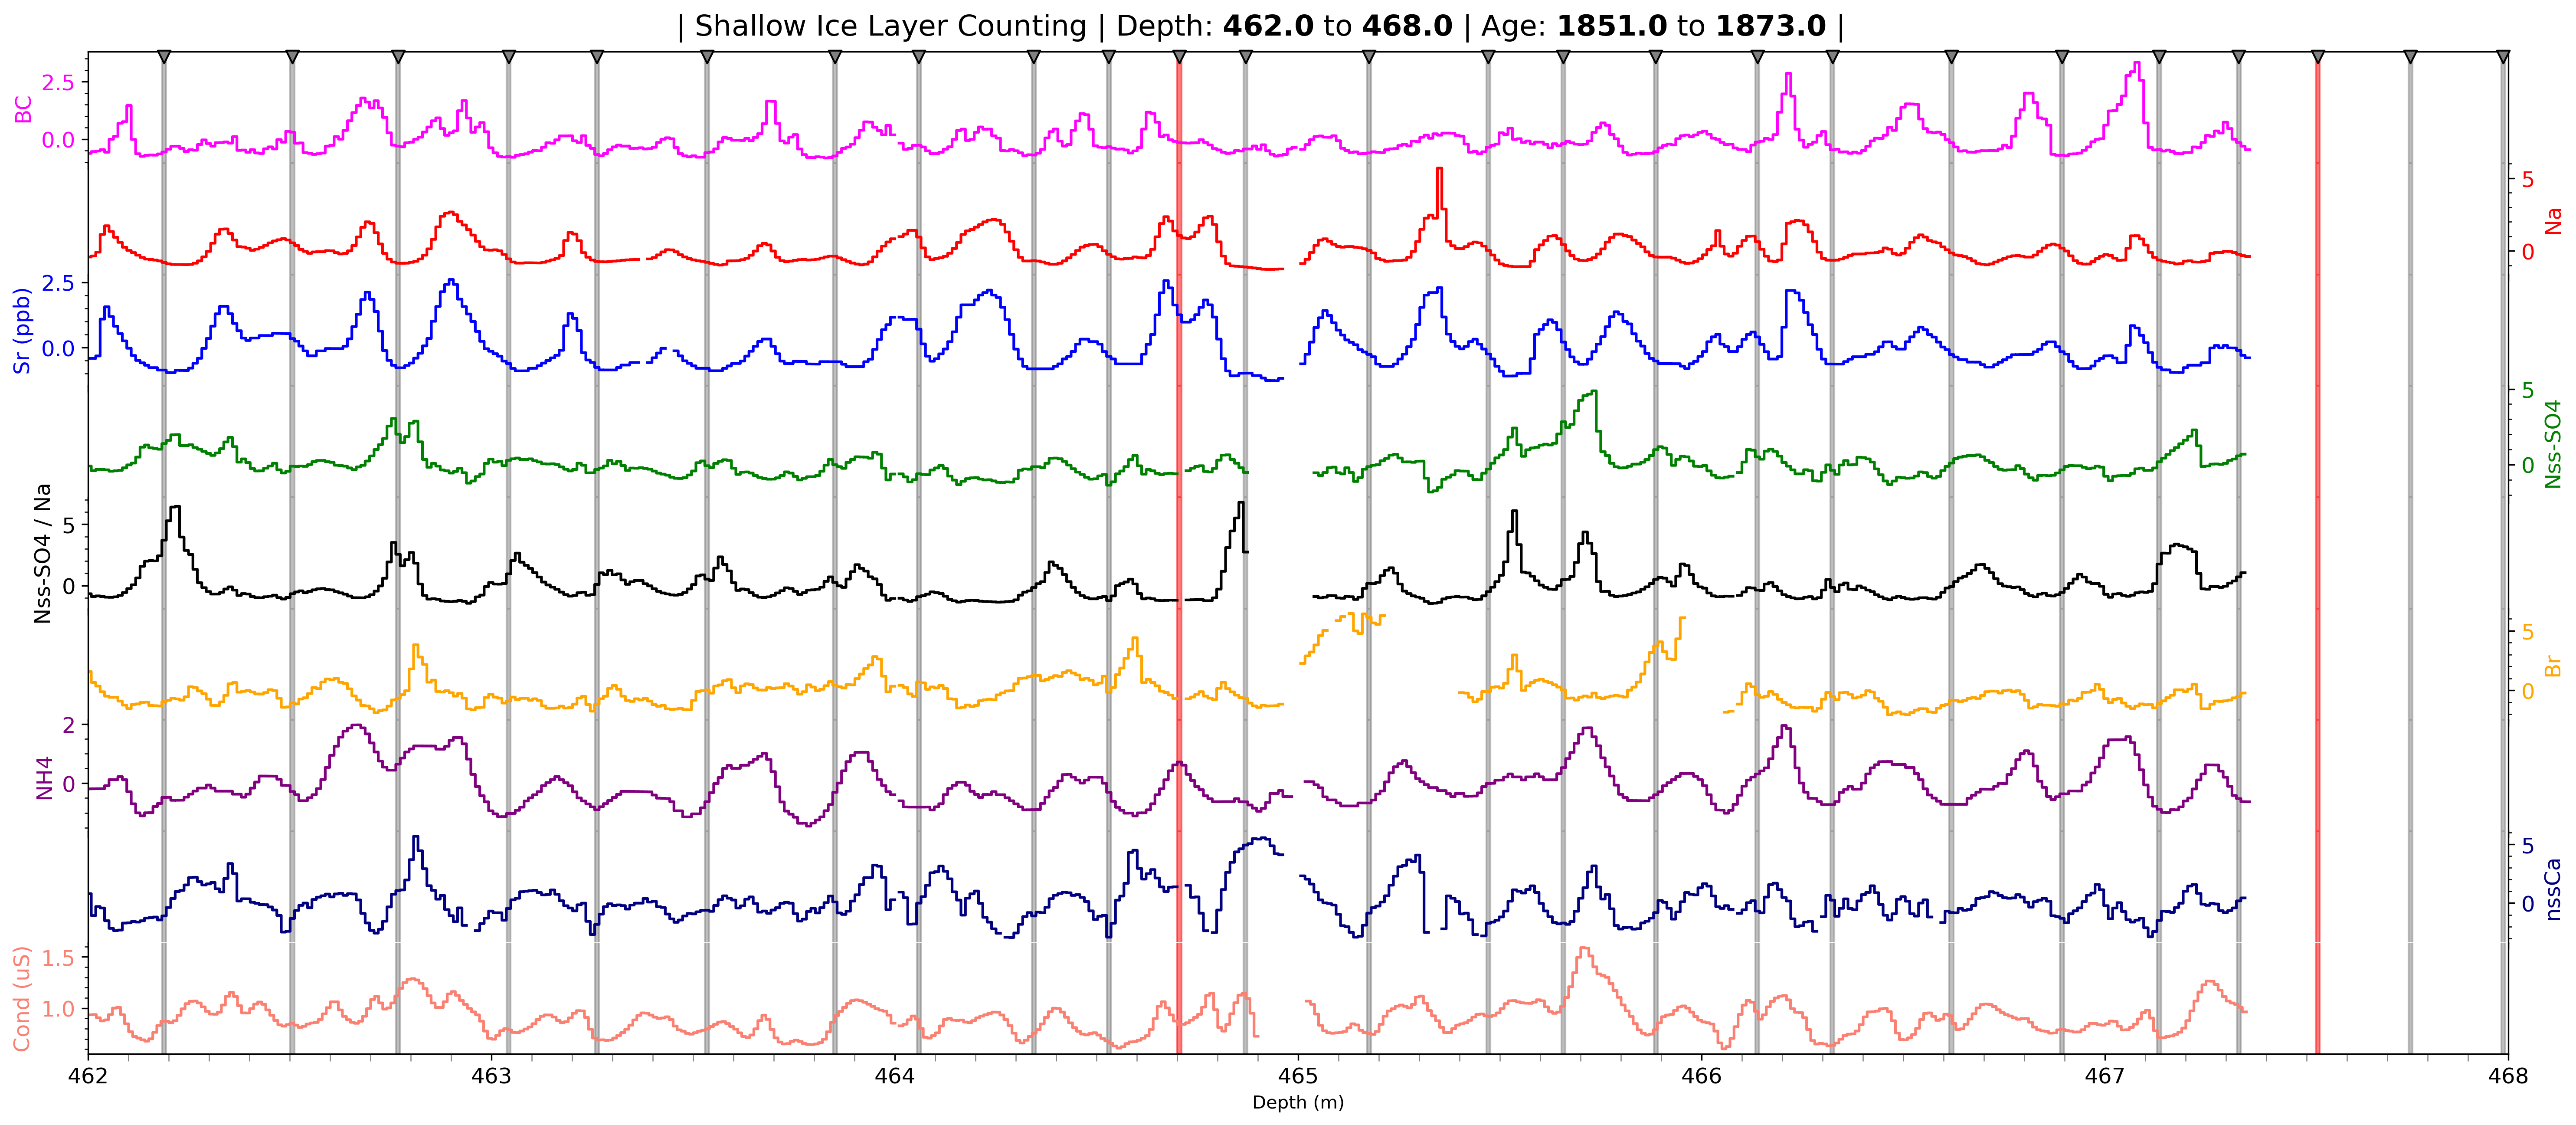 | Shallow Ice Layer Counting | Depth: 462.0 to 468.0 | Age: 1851.0 to 1873.0 |
BC
2.5
0.0
5
0
Na
Sr (ppb)
2.5
0.0
5
0
Nss-SO4
Nss-SO4 / Na
5
0
5
0
Br
NH4
2
0
5
0
nssCa
Cond (uS)
1.5
1.0
462
463
464
465
466
467
468
Depth (m)